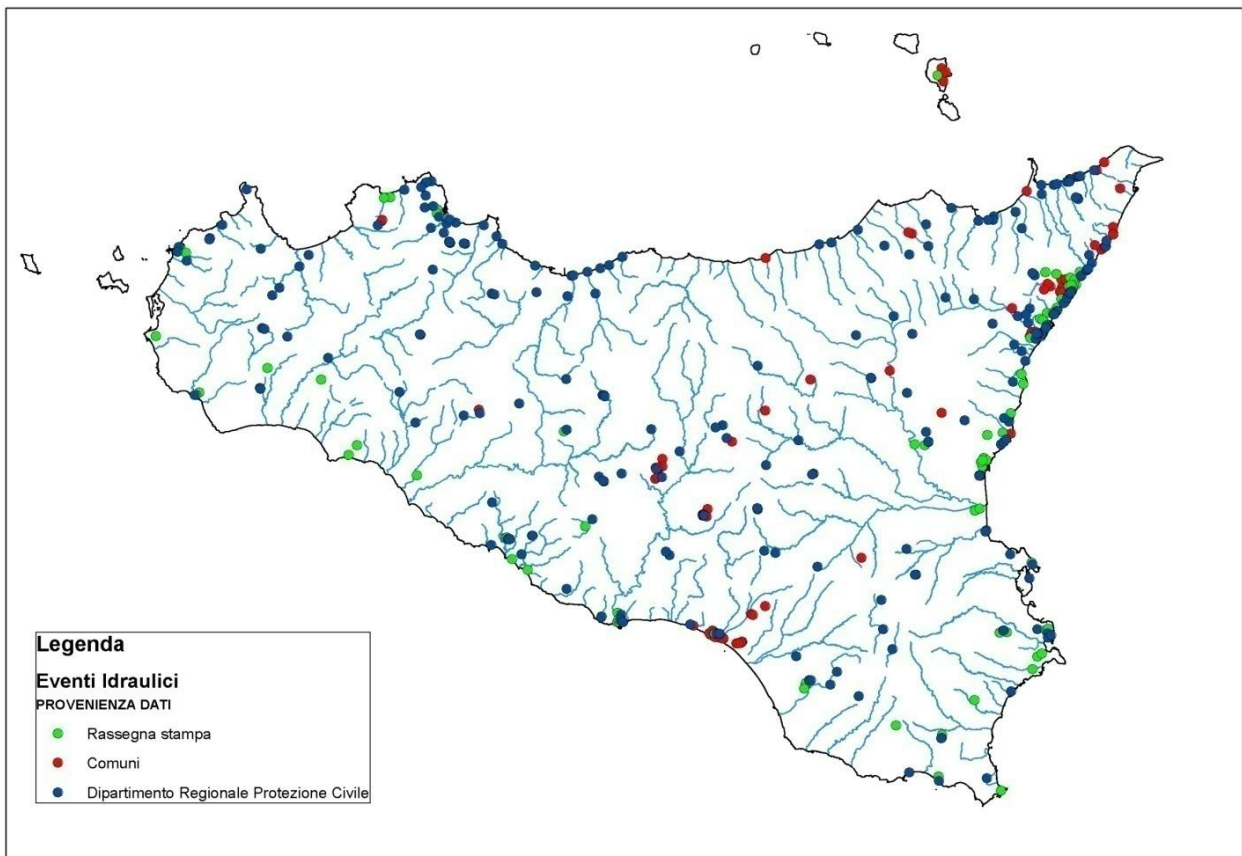 Legenda
Eventi Idraulici
PROVENIENZA DATI
Rassegna stampa
Comuni
Dipartimento Regionale Protezione Civile